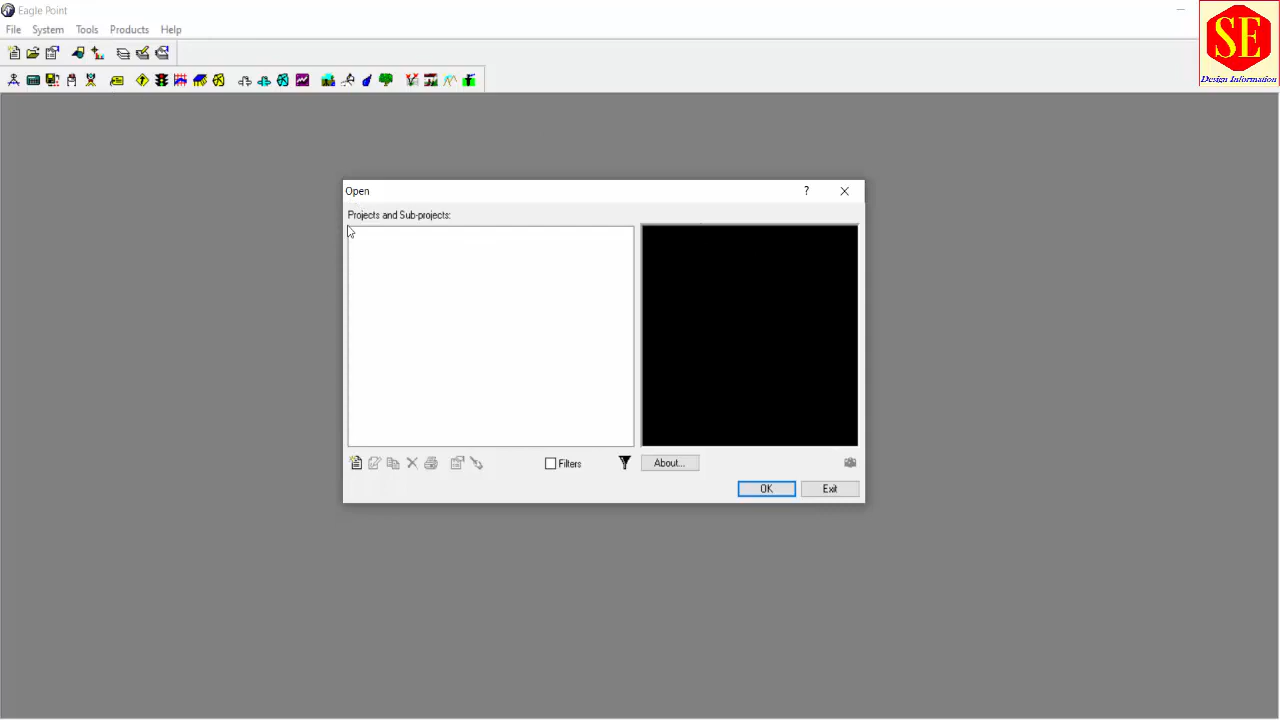 Eagle Point
File System Tools Products Help
SE
Design Information
Open
?
Projects and Sub-projects:
Filters
About...
OK Exit